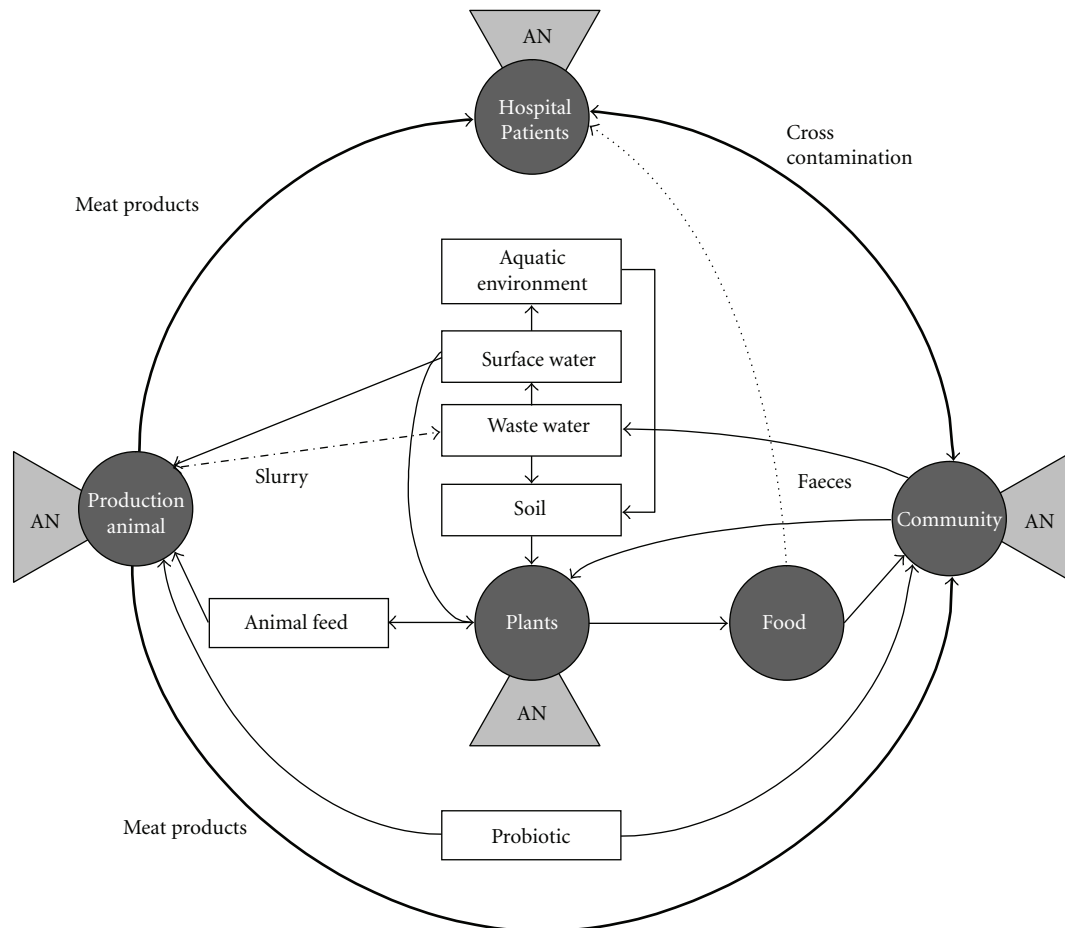 AN
Hospital
Patients
Cross
contamination
Meat products
Aquatic
environment
Surface water
Waste water
Slurry
Faeces
Soil
AN
Production
animal
Community
AN
Animal feed
Plants
Food
AN
Meat products
Probiotic